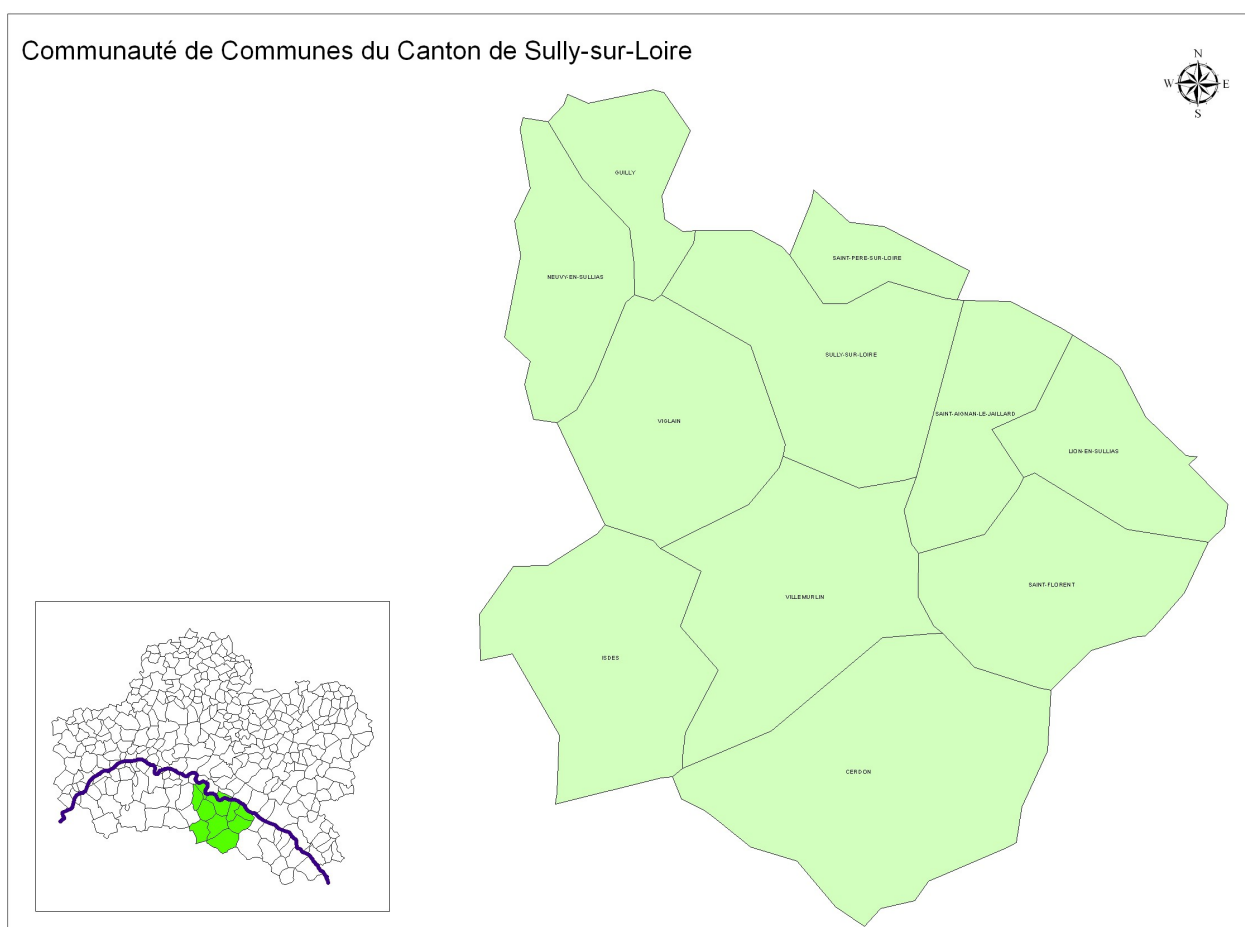 Communauté de Communes du Canton de Sully-sur-Loire
N
W E
S
GUILLY
SAINT-PERE-SUR-LOIRE
NEUVY-EN-SULLIAS
SULLY-SUR-LOIRE
SAINT-AIGNAN-LE-JAILLARD
VIGLAIN
LION-EN-SULLIAS
SAINT-FLORENT
VILLEMURLIN
ISDES
CERDON